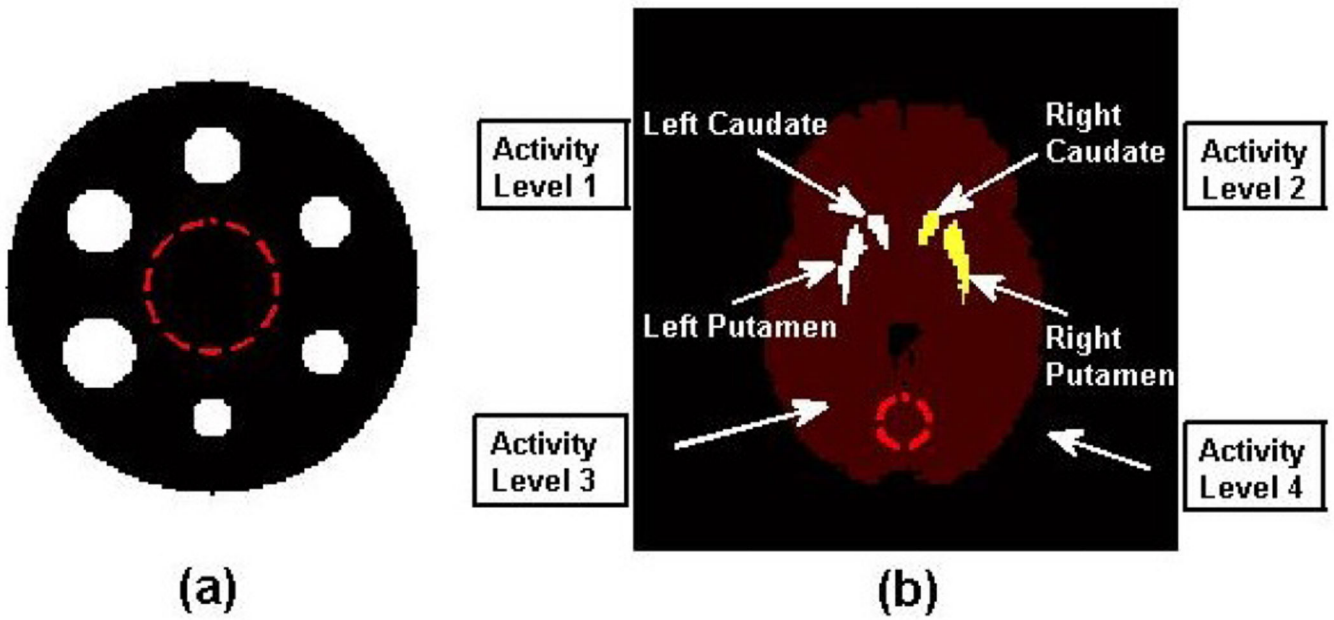 Activity
Level 1
Left Caudate
Right
Caudate
Activity
Level 2
Left Putamen
Right
Putamen
Activity
Level 3
Activity
Level 4
(a)
(b)